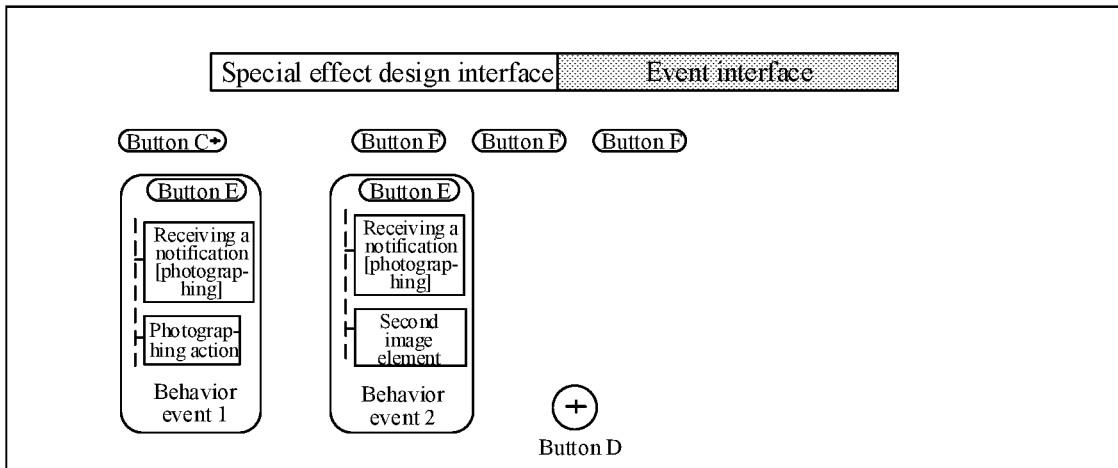 Special effect design interface
Event interface
Button C+
Button F
Button F
Button F
Button E
Receiving a
notification
[photograp-
hing]
Photograp-
hing action
Behavior
event 1
Button E
Receiving a
notification
[photograp-
hing]
Second
image
element
Behavior
event 2
+
Button D